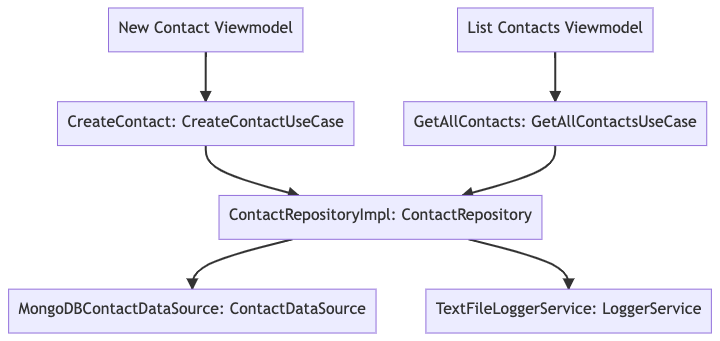 New Contact Viewmodel
List Contacts Viewmodel
CreateContact: CreateContactUseCase
GetAllContacts: GetAllContactsUseCase
ContactRepositoryImpl: ContactRepository
MongoDBContactDataSource: ContactDataSource
TextFileLoggerService: LoggerService